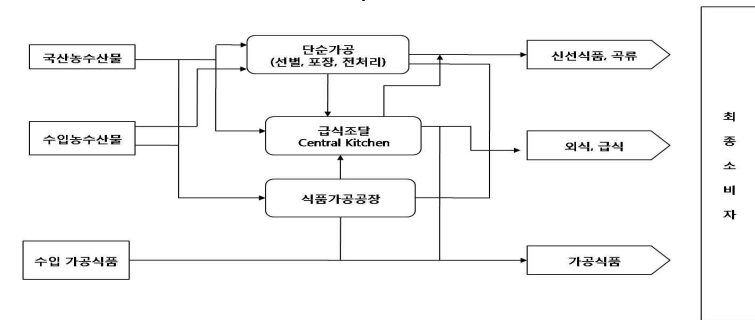 국산농수산물
수입농수산물
수입 가공식품
단순가공
(선별, 포장, 전처리)
급식조달
Central Kitchen
식품가공공장
신선식품, 곡류
외식, 급식
가공식품
최
종
소
비
자